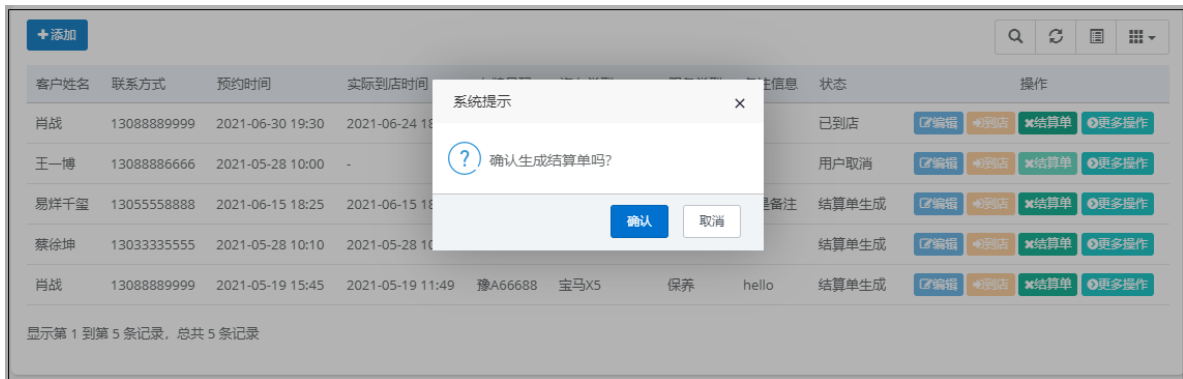 添加
客户姓名 联系方式 预约时间 实际到店时间 注信息 状态 操作
系统提示
肖战 13088889999 2021-06-30 19:30 2021-06-24 18 已到店 编辑 到店 结算单 更多操作
确认生成结算单吗?
王一博 13088886666 2021-05-28 10:00 - 用户取消 编辑 到店 结算单 更多操作
易烊千玺 13055558888 2021-06-15 18:25 2021-06-15 18 是备注 结算单生成 编辑 到店 结算单 更多操作
确认 取消
蔡徐坤 13033335555 2021-05-28 10:10 2021-05-28 10 结算单生成 编辑 到店 结算单 更多操作
肖战 13088889999 2021-05-19 15:45 2021-05-19 11:49 豫A66688 宝马X5 保养 hello 结算单生成 编辑 到店 结算单 更多操作
显示第 1 到第 5 条记录，总共 5 条记录